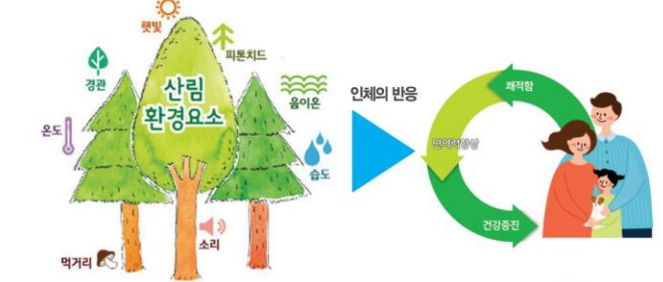 햇빛
피톤치드
경관
산림
환경요소
음이온
온도
습도
소리
먹거리
인체의 반응
쾌적함
면역력향상
건강증진